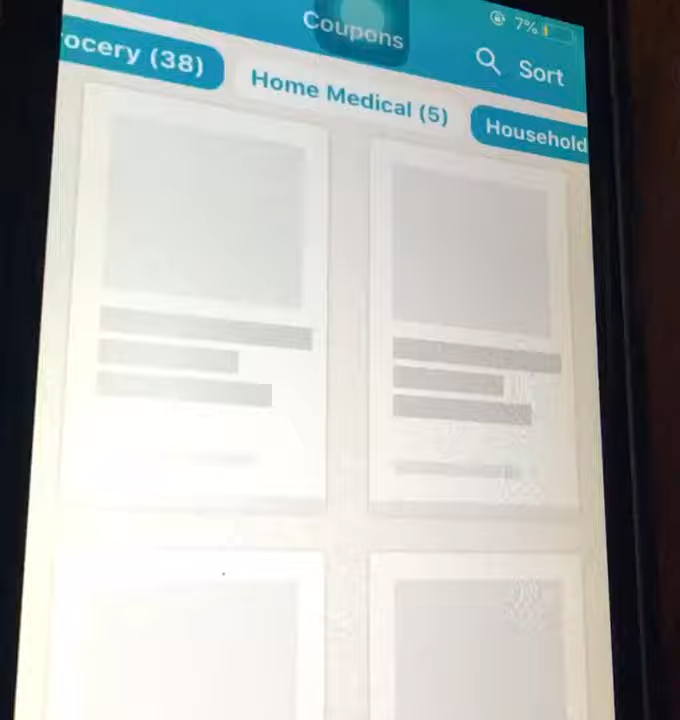 7%
Coupons
Sort
ocery (38)
Home Medical (5)
Household